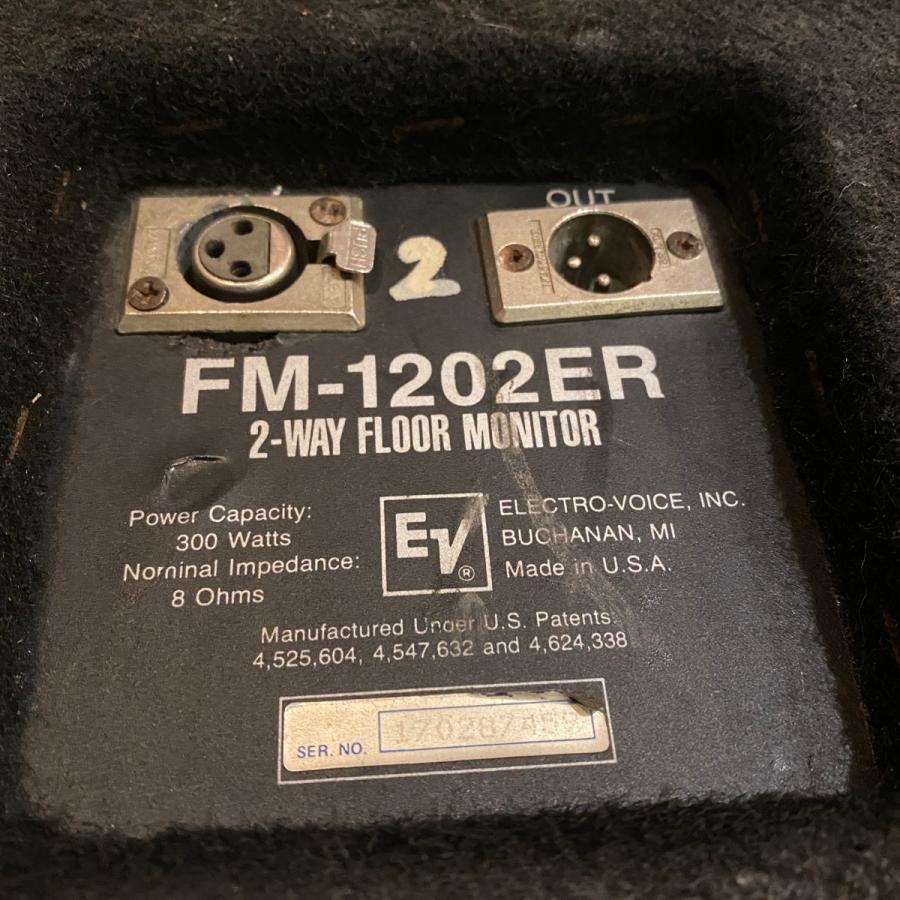 OUT
PUSH
2
FM-1202ER
2-WAY FLOOR MONITOR
Power Capacity:
300 Watts
Nominal Impedance:
8 Ohms
EV®
ELECTRO-VOICE, INC.
BUCHANAN, MI
Made in U.S.A.
Manufactured Under U.S. Patents:
4,525,604, 4,547,632 and 4,624,338
SER. NO.